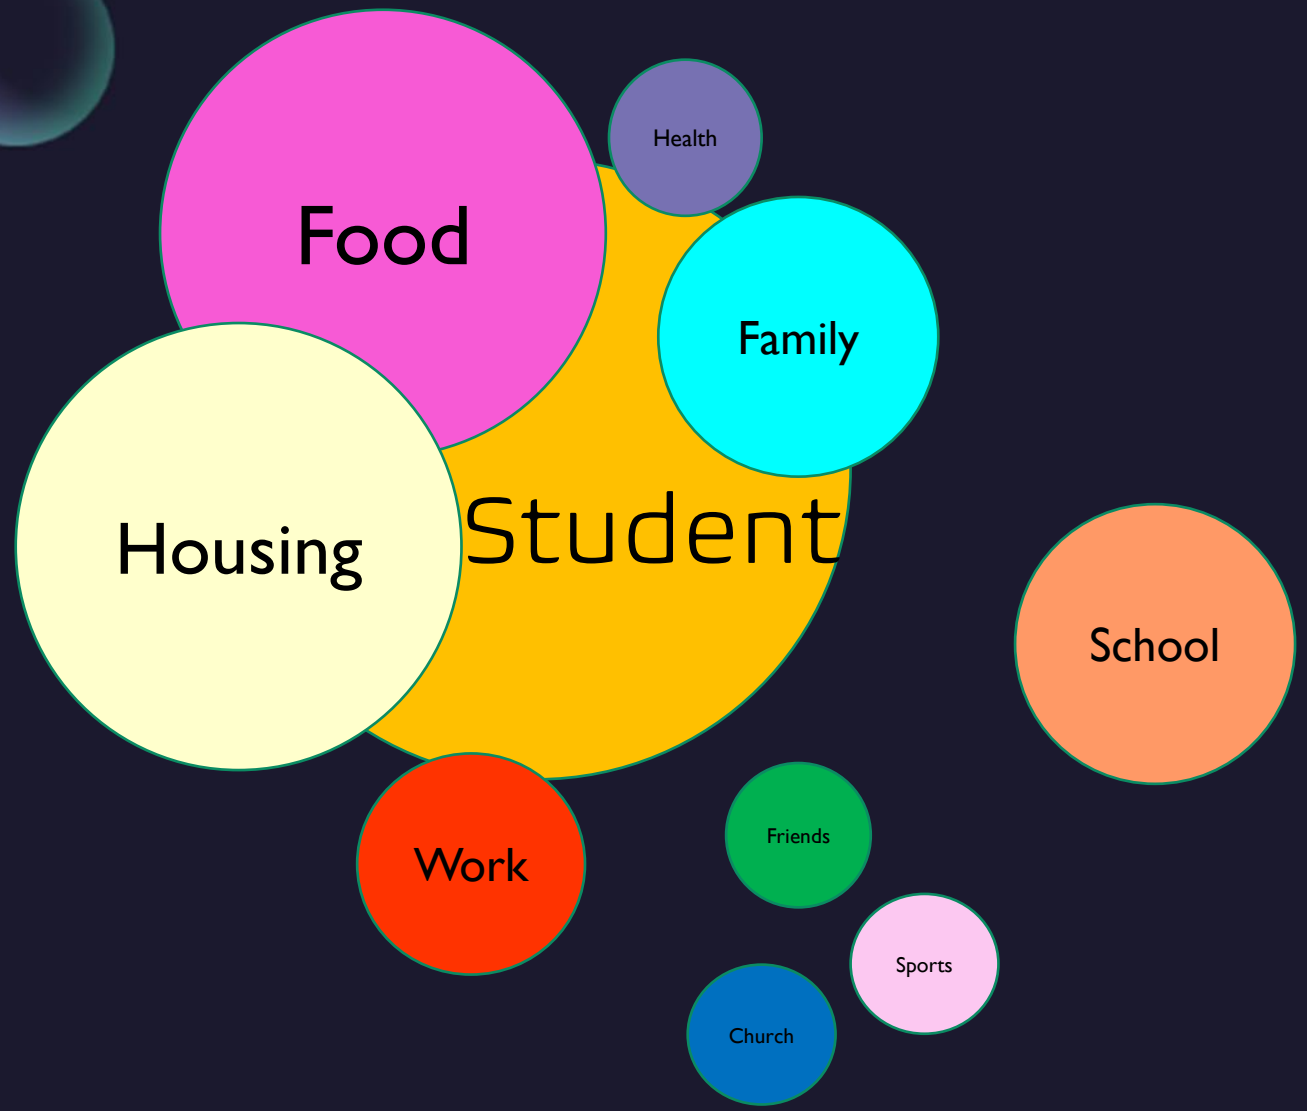 Health
Food
Family
Student
Housing
School
Friends
Work
Sports
Church